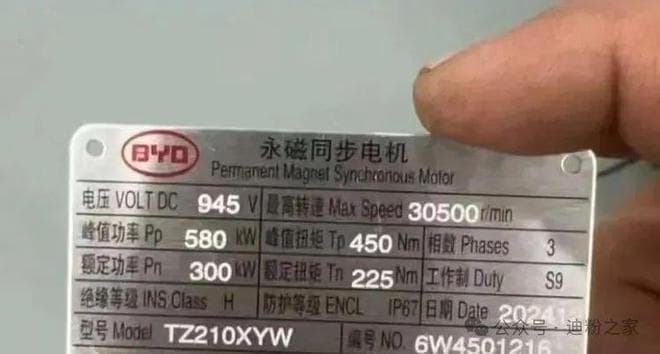 BYD 永磁同步电机
Permanent Magnet Synchronous Motor
电压 VOLT DC 945 V 最高转速 Max Speed 30500 r/min
峰值功率 Pp 580 kW 峰值扭矩 Tp 450 Nm 相数 Phases 3
额定功率 Pn 300 kW 额定扭矩 Tn 225 Nm 工作制 Duty S9
绝缘等级 INS Class H 防护等级 ENCL IP67 日期 Date
型号 Model TZ210XYW 编号 NO. 6W4501216
公众号·迪粉之家